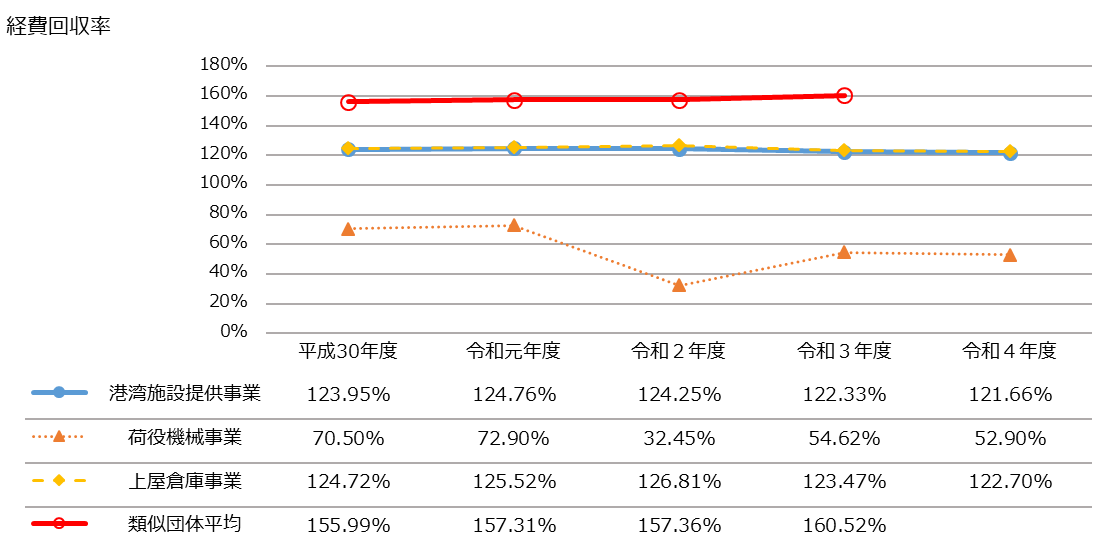 経費回収率
180%
160%
140%
120%
100%
80%
60%
40%
20%
0%
平成30年度 令和元年度 令和２年度 令和３年度 令和４年度
港湾施設提供事業 123.95% 124.76% 124.25% 122.33% 121.66%
荷役機械事業 70.50% 72.90% 32.45% 54.62% 52.90%
上屋倉庫事業 124.72% 125.52% 126.81% 123.47% 122.70%
類似団体平均 155.99% 157.31% 157.36% 160.52%